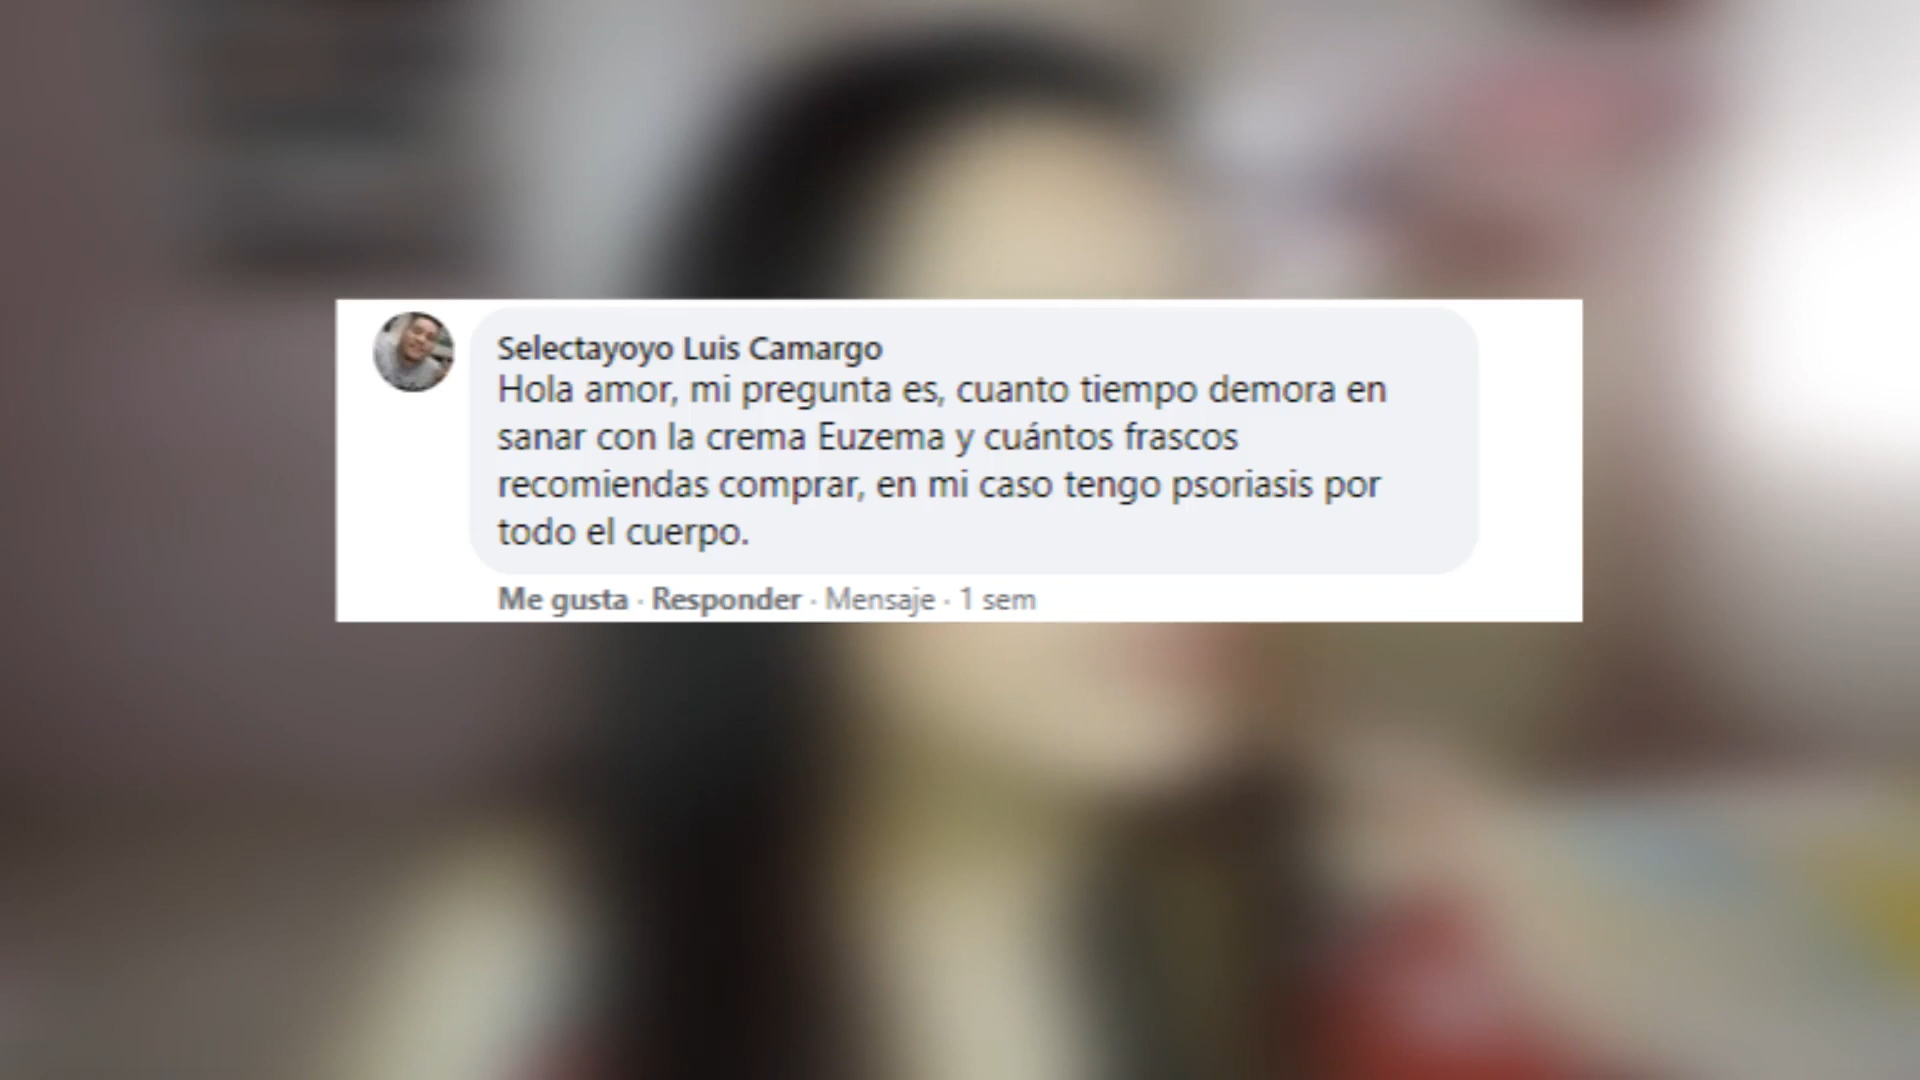 Selectayoyo Luis Camargo
Hola amor, mi pregunta es, cuanto tiempo demora en
sanar con la crema Euzema y cuántos frascos
recomiendas comprar, en mi caso tengo psoriasis por
todo el cuerpo.
Me gusta · Responder · Mensaje · 1 sem